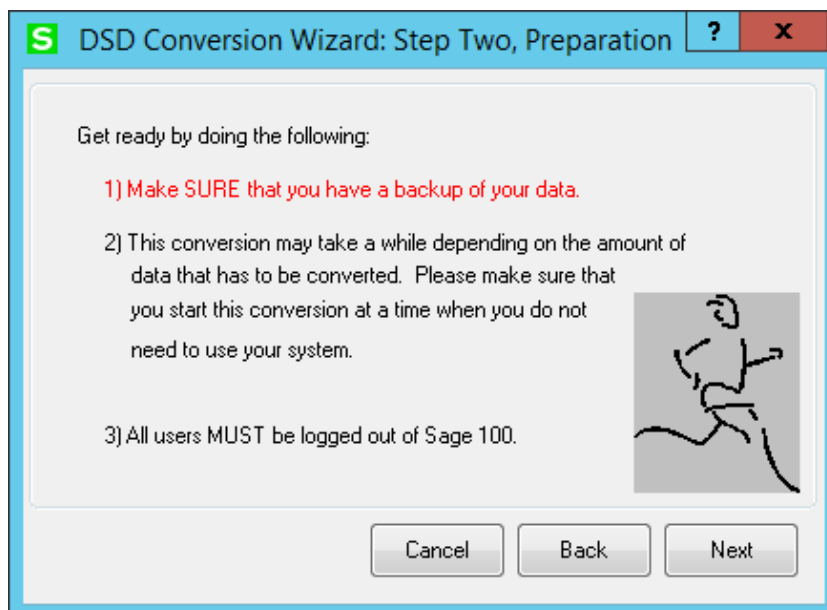 S DSD Conversion Wizard: Step Two, Preparation ? x
Get ready by doing the following:
1) Make SURE that you have a backup of your data.
2) This conversion may take a while depending on the amount of
data that has to be converted. Please make sure that
you start this conversion at a time when you do not
need to use your system.
3) All users MUST be logged out of Sage 100.
Cancel Back Next